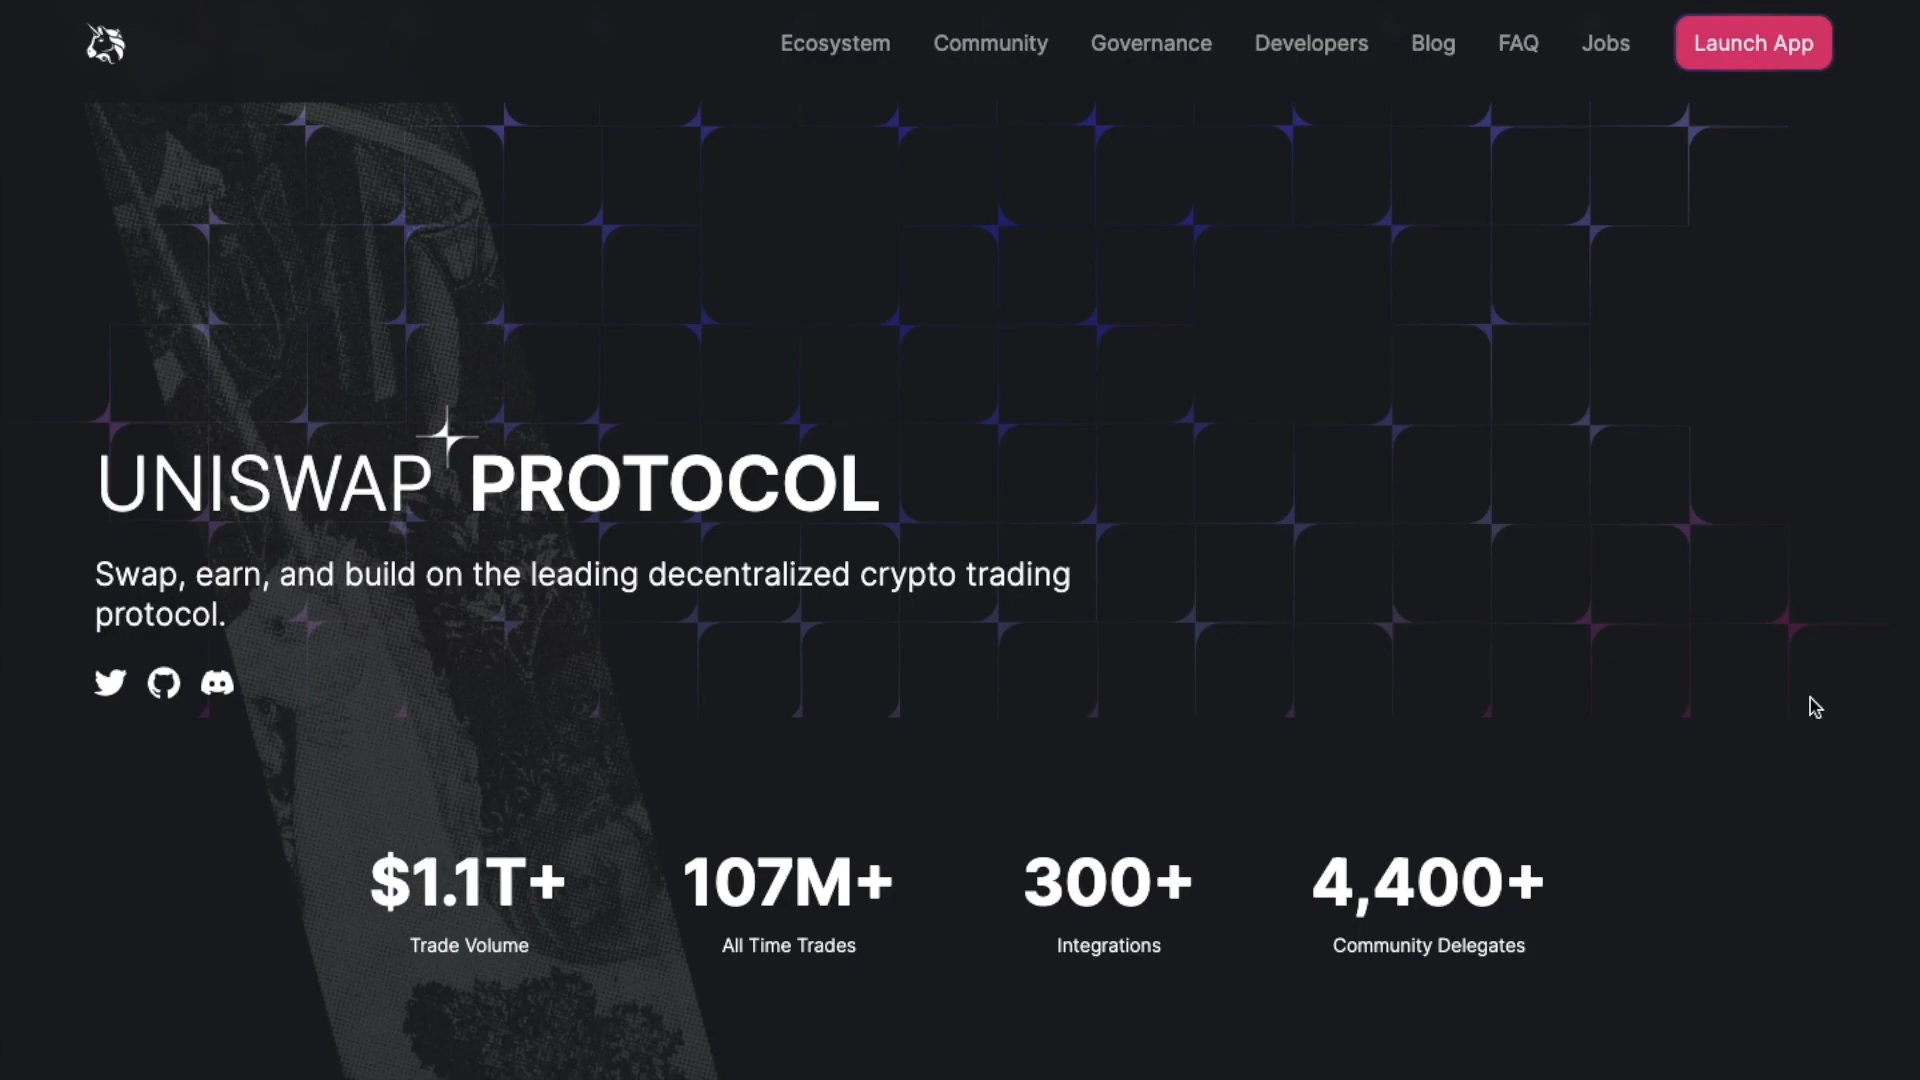 Ecosystem Community Governance Developers Blog FAQ Jobs Launch App
UNISWAP PROTOCOL
Swap, earn, and build on the leading decentralized crypto trading
protocol.
$1.1T+ 107M+ 300+ 4,400+
Trade Volume All Time Trades Integrations Community Delegates